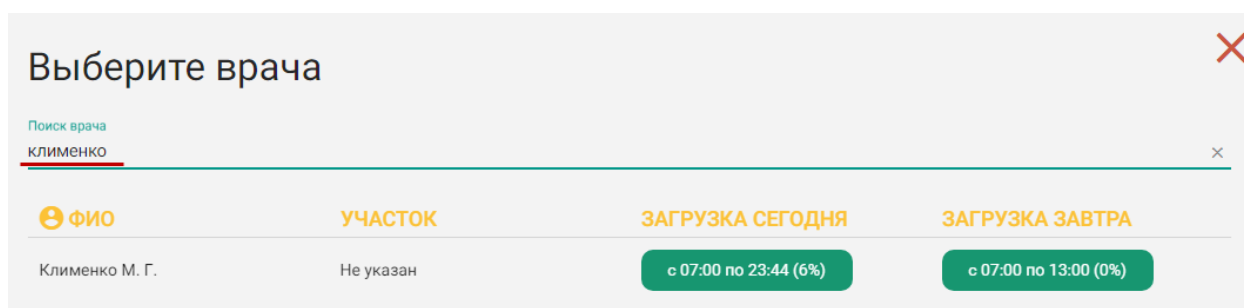 Выберите врача
Поиск врача
клименко
ФИО УЧАСТОК ЗАГРУЗКА СЕГОДНЯ ЗАГРУЗКА ЗАВТРА
Клименко М. Г. Не указан с 07:00 по 23:44 (6%) с 07:00 по 13:00 (0%)